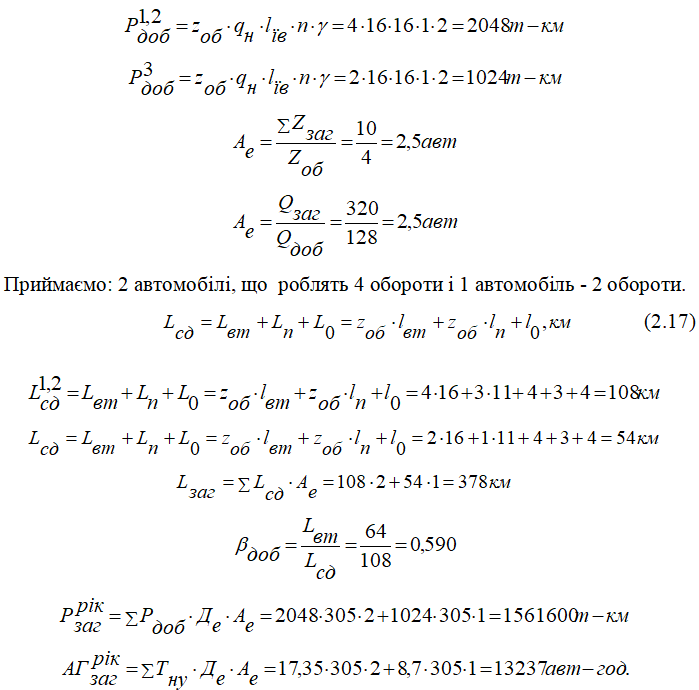 P^{1,2}_{доб} = z_{об} · q_н · l_{їв} · n · γ = 4·16·16·1·2 = 2048т – км
P^3_{доб} = z_{об} · q_н · l_{їв} · n · γ = 2·16·16·1·2 = 1024т – км
A_e = ΣZ_{заг} / Z_{об} = 10 / 4 = 2,5авт
A_e = Q_{заг} / Q_{доб} = 320 / 128 = 2,5авт
Приймаємо: 2 автомобілі, що роблять 4 обороти і 1 автомобіль - 2 обороти.
L_{сд} = L_{вт} + L_п + L_0 = z_{об} · l_{вт} + z_{об} · l_п + l_0, км (2.17)
L^{1,2}_{сд} = L_{вт} + L_п + L_0 = z_{об} · l_{вт} + z_{об} · l_п + l_0 = 4·16+3·11+4+3+4=108км
L_{сд} = L_{вт} + L_п + L_0 = z_{об} · l_{вт} + z_{об} · l_п + l_0 = 2·16+1·11+4+3+4=54км
L_{заг} = ΣL_{сд} · A_e = 108·2+54·1=378км
β_{доб} = L_{вт} / L_{сд} = 64 / 108 = 0,590
P^{рік}_{заг} = ΣP_{доб} · Д_e · A_e = 2048·305·2+1024·305·1=1561600т – км
АГ^{рік}_{заг} = ΣT_{ну} · Д_e · A_e = 17,35·305·2+8,7·305·1=13237авт – год.